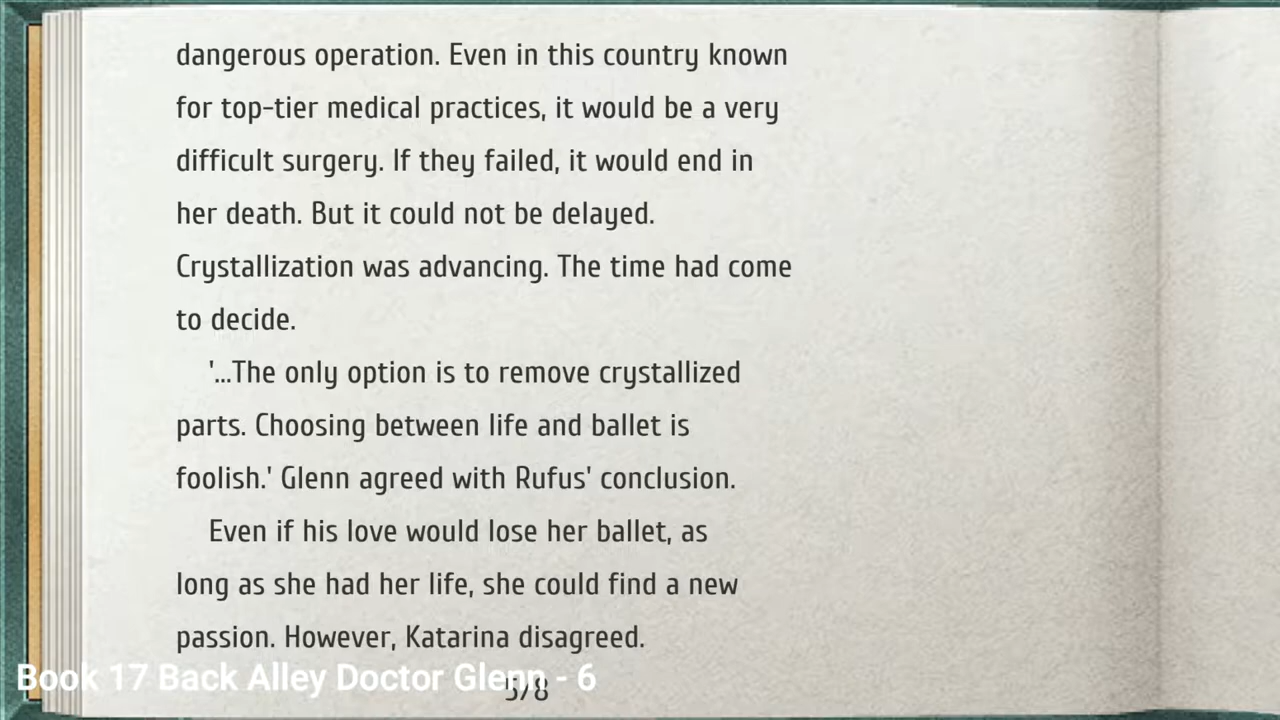 dangerous operation. Even in this country known
for top-tier medical practices, it would be a very
difficult surgery. If they failed, it would end in
her death. But it could not be delayed.
Crystallization was advancing. The time had come
to decide.
'...The only option is to remove crystallized
parts. Choosing between life and ballet is
foolish.' Glenn agreed with Rufus' conclusion.
Even if his love would lose her ballet, as
long as she had her life, she could find a new
passion. However, Katarina disagreed.
Book 17 Back Alley Doctor Glenn - 6
5/8